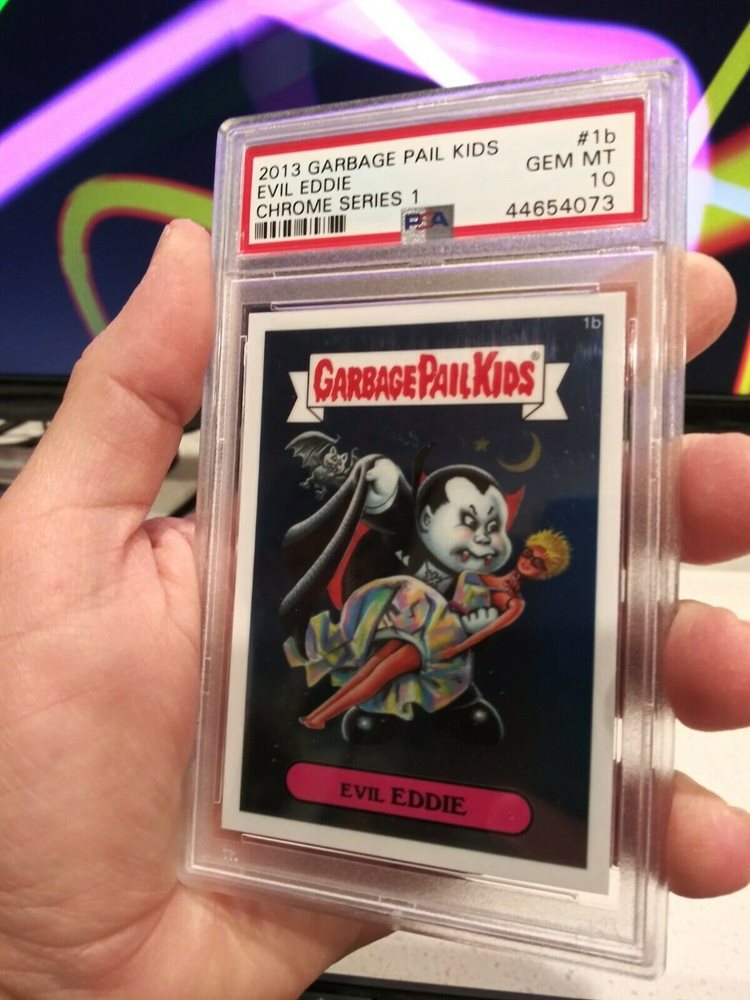 2013 GARBAGE PAIL KIDS #1b
EVIL EDDIE GEM MT
CHROME SERIES 1 10
PSA 44654073
1b
GARBAGE PAIL KIDS®
EVIL EDDIE